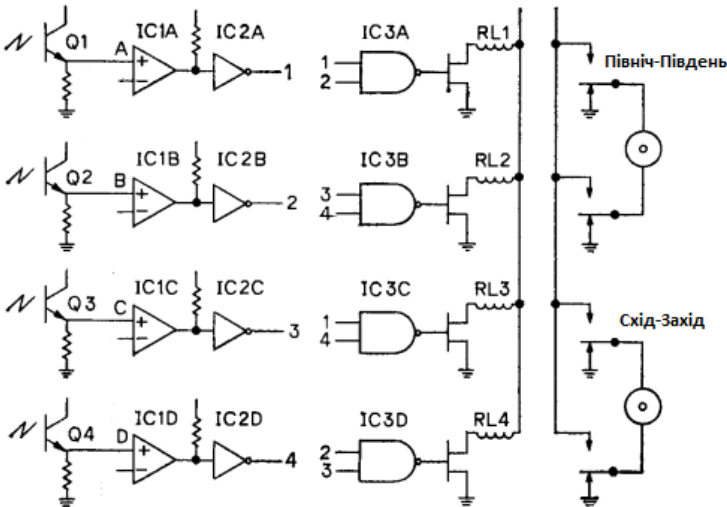 IC1A IC2A IC3A RL1
Q1 A 1 1 2 Північ-Південь
IC1B IC2B IC3B RL2
Q2 B 2 3 4
IC1C IC2C IC3C RL3
Q3 C 3 1 4 Схід-Захід
IC1D IC2D IC3D RL4
Q4 D 4 2 3